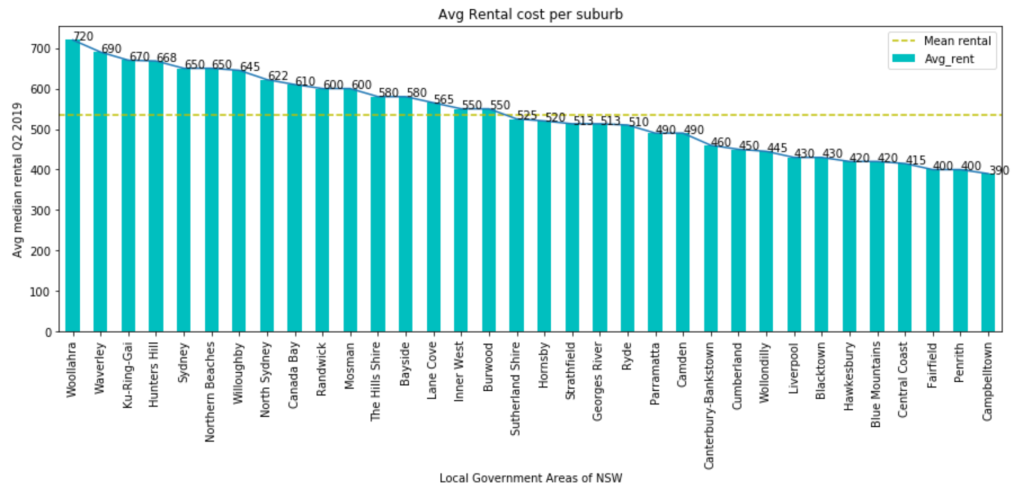 Avg Rental cost per suburb
Mean rental
Avg_rent
Avg median rental Q2 2019
700
600
500
400
300
200
100
0
720
690
670
668
650
650
645
622
610
600
600
580
580
565
550
550
525
520
513
513
510
490
490
460
450
445
430
430
420
420
415
400
400
390
Woollahra
Waverley
Ku-Ring-Gai
Hunters Hill
Sydney
Northern Beaches
Willoughby
North Sydney
Canada Bay
Randwick
Mosman
The Hills Shire
Bayside
Lane Cove
Inner West
Burwood
Sutherland Shire
Hornsby
Strathfield
Georges River
Ryde
Parramatta
Camden
Canterbury-Bankstown
Cumberland
Wollondilly
Liverpool
Blacktown
Hawkesbury
Blue Mountains
Central Coast
Fairfield
Penrith
Campbelltown
Local Government Areas of NSW